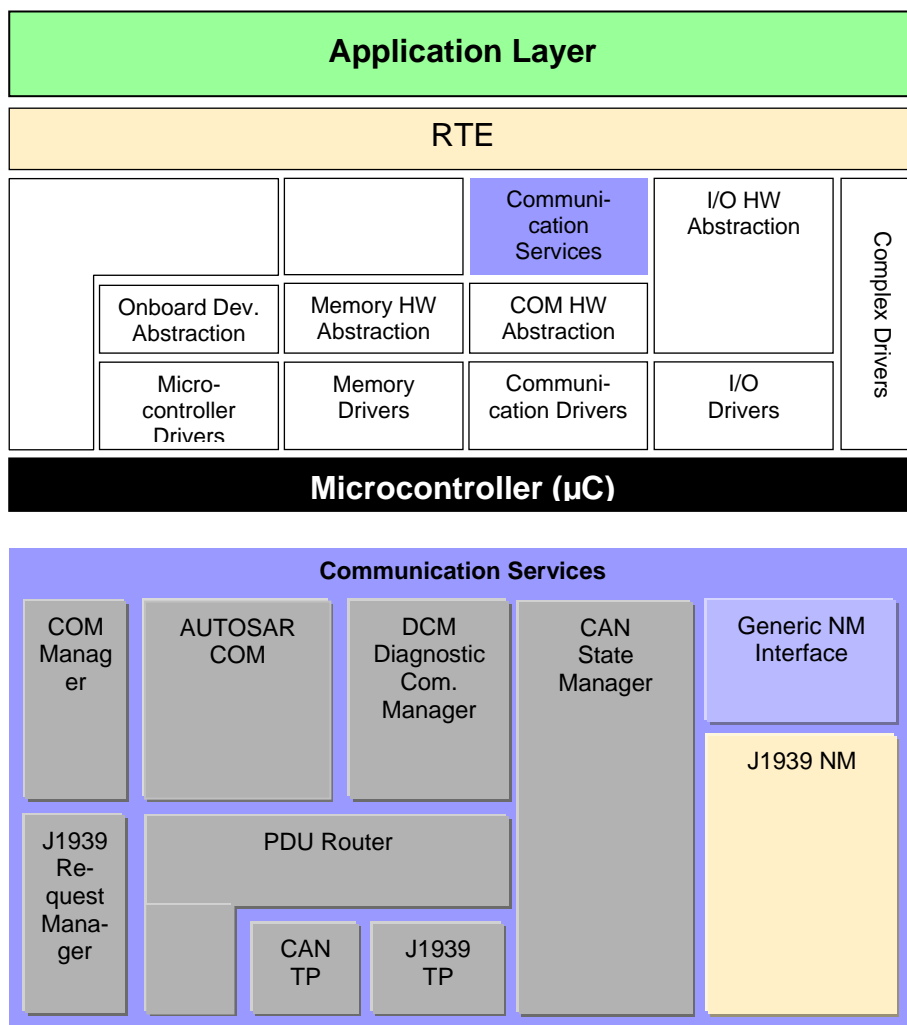 Application Layer
RTE
Communi-
cation
Services
I/O HW
Abstraction
Complex Drivers
Onboard Dev.
Abstraction
Memory HW
Abstraction
COM HW
Abstraction
Micro-
controller
Drivers
Memory
Drivers
Communi-
cation Drivers
I/O
Drivers
Microcontroller (µC)
Communication Services
COM
Manag
er
AUTOSAR
COM
DCM
Diagnostic
Com.
Manager
CAN
State
Manager
Generic NM
Interface
J1939 NM
J1939
Re-
quest
Mana-
ger
PDU Router
CAN
TP
J1939
TP